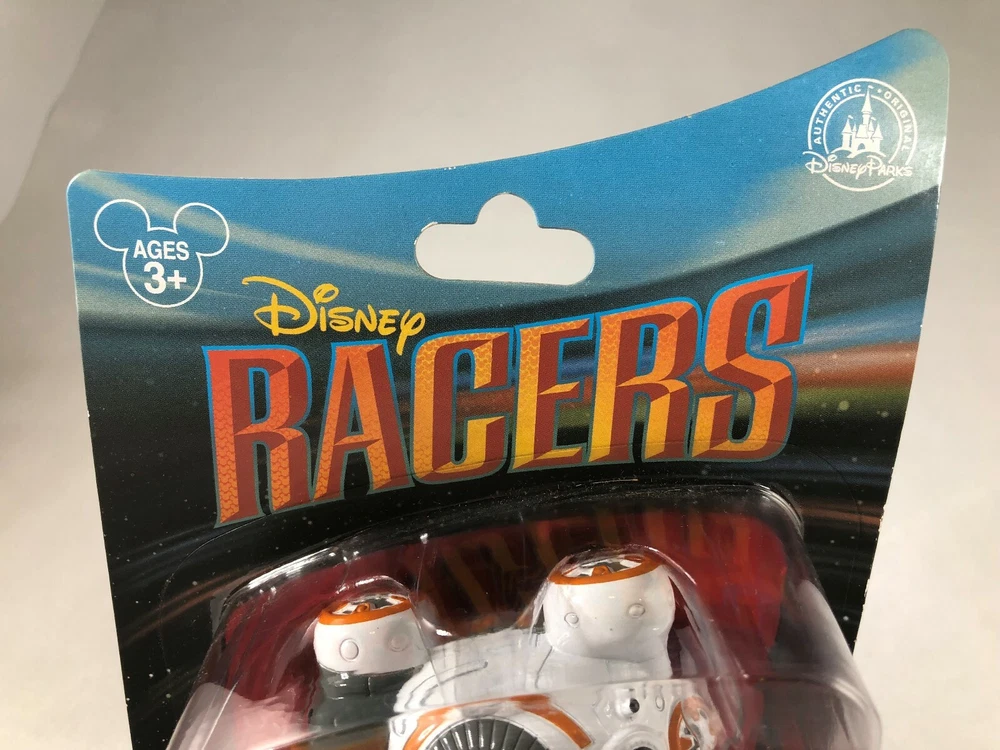 AUTHENTIC • ORIGINAL
Disney Parks
AGES
3+
Disney
RACERS